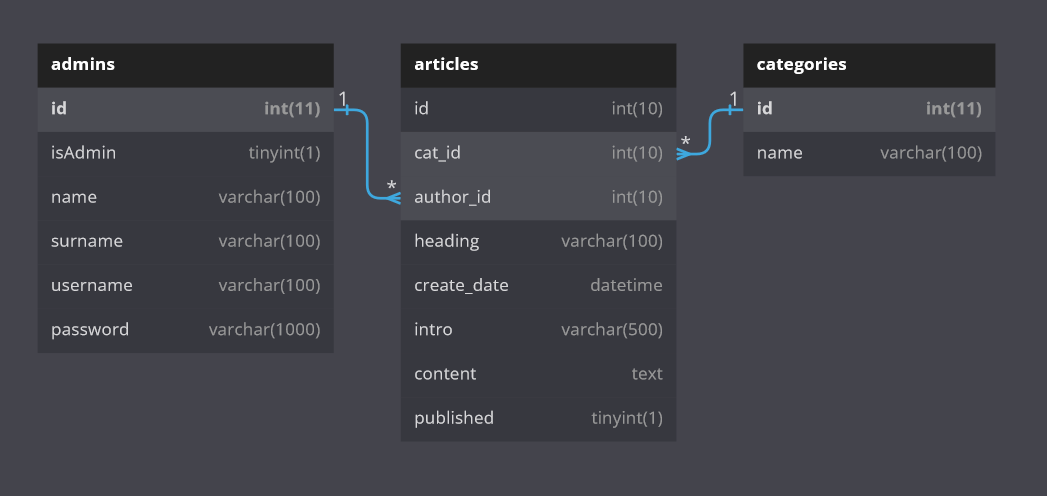 admins
id int(11)
isAdmin tinyint(1)
name varchar(100)
surname varchar(100)
username varchar(100)
password varchar(1000)
1
*
articles
id int(10)
cat_id int(10)
author_id int(10)
heading varchar(100)
create_date datetime
intro varchar(500)
content text
published tinyint(1)
*
1
categories
id int(11)
name varchar(100)